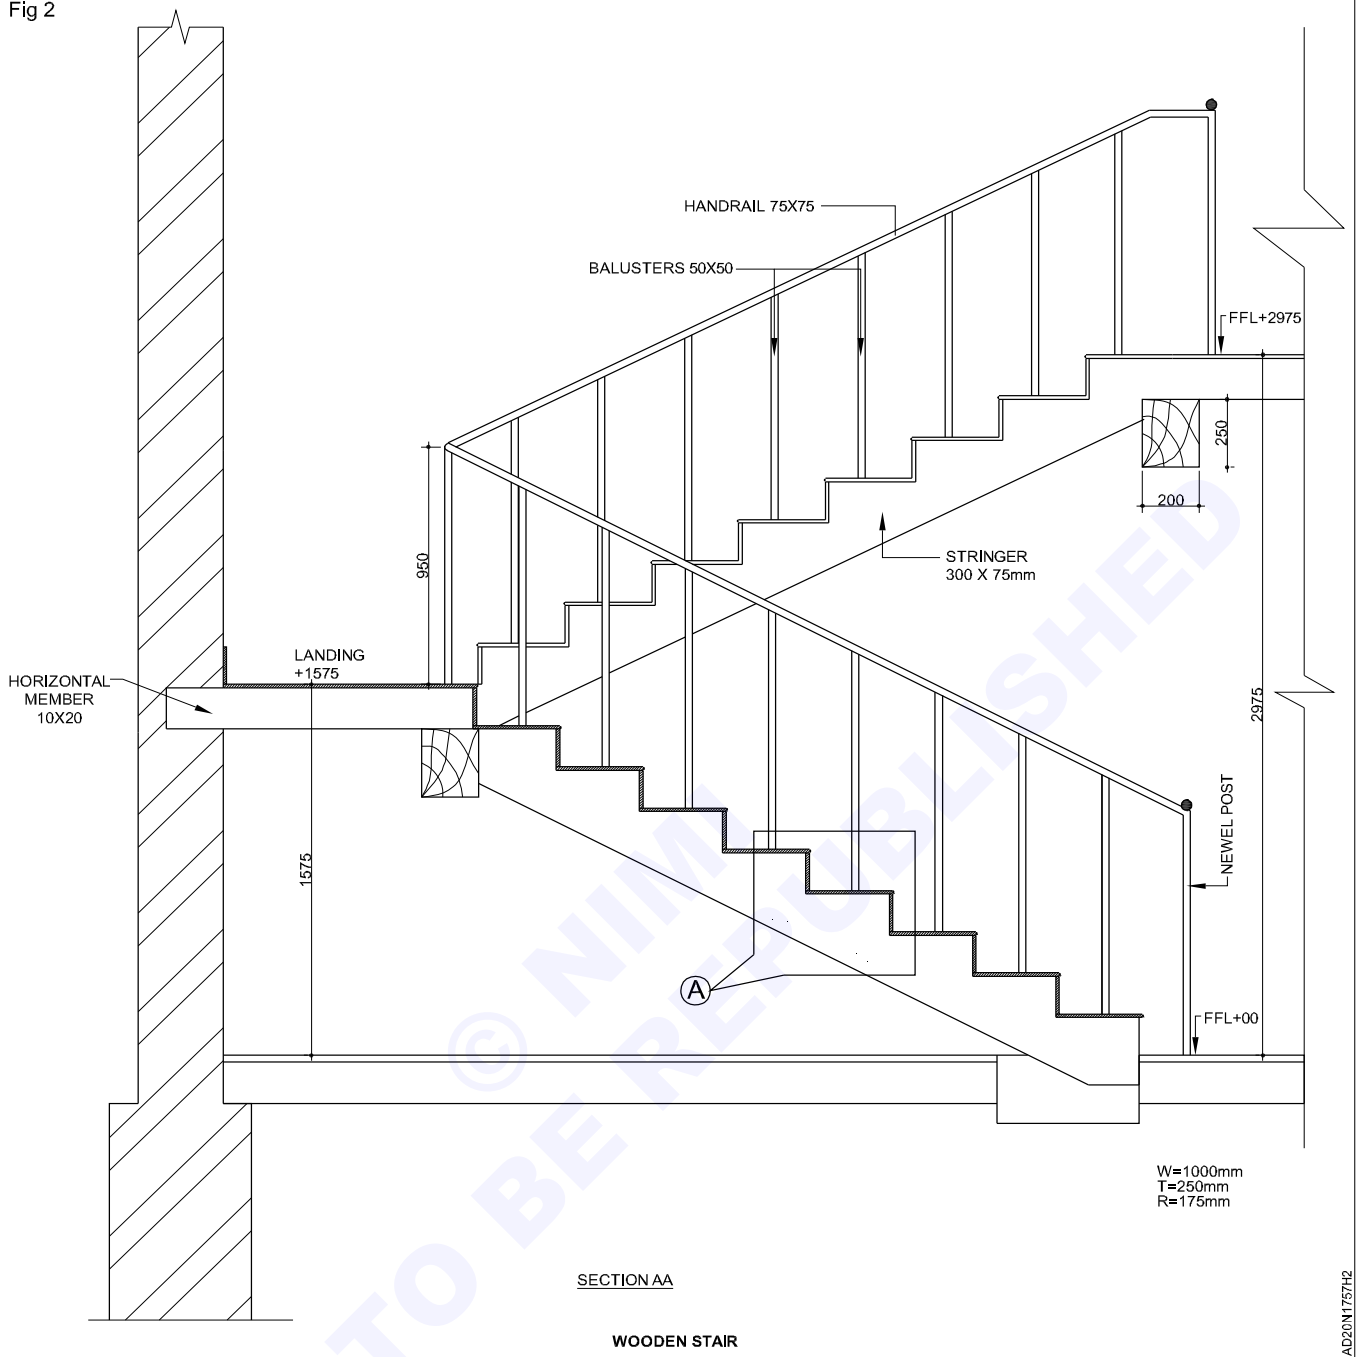 Fig 2
HANDRAIL 75X75
BALUSTERS 50X50
FFL+2975
250
200
STRINGER
300 X 75mm
950
LANDING
+1575
HORIZONTAL
MEMBER
10X20
2975
NEWEL POST
1575
A
FFL+00
W=1000mm
T=250mm
R=175mm
SECTION AA
WOODEN STAIR
AD20N1757H2
© NIMI
TO BE REPUBLISHED